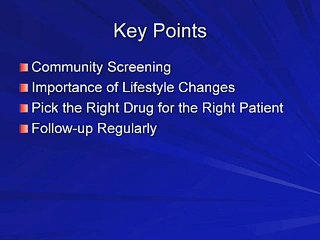 Key Points
Community Screening
Importance of Lifestyle Changes
Pick the Right Drug for the Right Patient
Follow-up Regularly